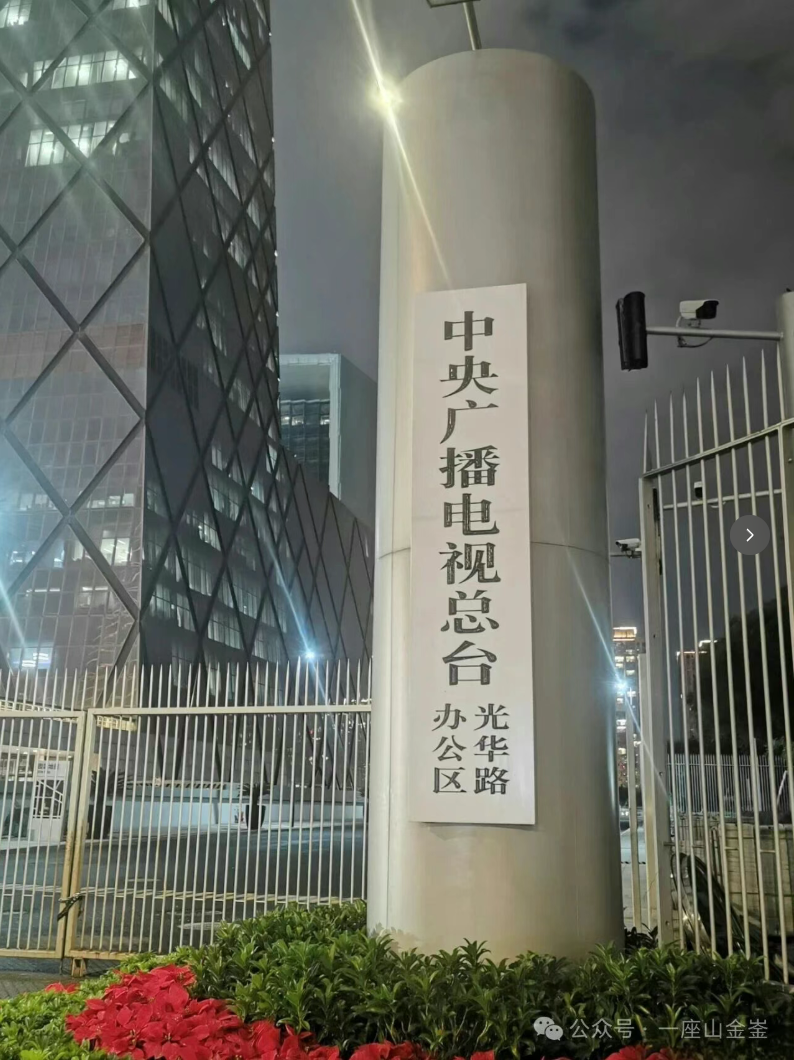 中央广播电视总台
光华路
办公区
公众号 · 一座山金崟